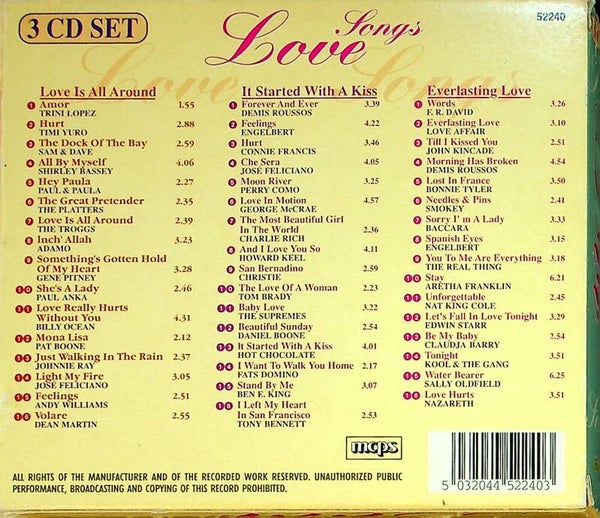 3 CD SET
Love Songs
52240
Love Is All Around
1 Amor 1.55
TRINI LOPEZ
2 Hurt 2.88
TIMI YURO
3 The Dock Of The Bay 2.59
SAM & DAVE
4 All By Myself 4.06
SHIRLEY BASSEY
5 Hey Paula 2.27
PAUL & PAULA
6 The Great Pretender 2.35
THE PLATTERS
7 Love Is All Around 2.39
THE TROGGS
8 Inch' Allah 3.23
ADAMO
9 Something's Gotten Hold
Of My Heart 3.28
GENE PITNEY
10 She's A Lady 2.46
PAUL ANKA
11 Love Really Hurts
Without You 4.31
BILLY OCEAN
12 Mona Lisa 2.12
PAT BOONE
13 Just Walking In The Rain 2.37
JOHNNIE RAY
14 Light My Fire 3.05
JOSÉ FELICIANO
15 Feelings 2.51
ANDY WILLIAMS
16 Volare 2.55
DEAN MARTIN
It Started With A Kiss
1 Forever And Ever 3.39
DEMIS ROUSSOS
2 Feelings 4.22
ENGELBERT
3 Hurt 3.46
CONNIE FRANCIS
4 Che Sera 4.05
JOSÉ FELICIANO
5 Moon River 3.25
PERRY COMO
6 Love In Motion 4.57
GEORGE McCRAE
7 The Most Beautiful Girl
In The World 2.36
CHARLIE RICH
8 And I Love You So 4.11
HOWARD KEEL
9 San Bernadino 2.59
CHRISTIE
10 The Love Of A Woman 2.23
TOM BRADY
11 Baby Love 3.22
THE SUPREMES
12 Beautiful Sunday 2.54
DANIEL BOONE
13 It Started With A Kiss 4.01
HOT CHOCOLATE
14 I Want To Walk You Home 2.17
FATS DOMINO
15 Stand By Me 3.07
BEN E. KING
16 I Left My Heart
In San Francisco 2.53
TONY BENNETT
Everlasting Love
1 Words 3.26
F. R. DAVID
2 Everlasting Love 3.10
LOVE AFFAIR
3 Till I Kissed You 2.51
JOHN KINCADE
4 Morning Has Broken 4.54
DEMIS ROUSSOS
5 Lost In France 3.50
BONNIE TYLER
6 Needles & Pins 2.41
SMOKEY
7 Sorry I' m A Lady 3.33
BACCARA
8 Spanish Eyes 3.15
ENGELBERT
9 You To Me Are Everything 3.18
THE REAL THING
10 Stay 6.21
ARETHA FRANKLIN
11 Unforgettable 2.45
NAT KING COLE
12 Let's Fall In Love Tonight 3.29
EDWIN STARR
13 Be My Baby 2.54
CLAUDJA BARRY
14 Tonight 3.51
KOOL & THE GANG
15 Water Bearer 6.25
SALLY OLDFIELD
16 Love Hurts 3.51
NAZARETH
mcps
ALL RIGHTS OF THE MANUFACTURER AND OF THE RECORDED WORK RESERVED. UNAUTHORIZED PUBLIC
PERFORMANCE, BROADCASTING AND COPYING OF THIS RECORD PROHIBITED.
5 032044 522403